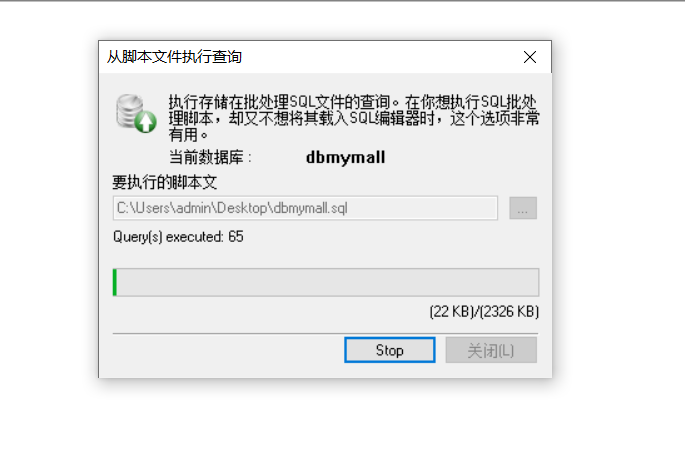 从脚本文件执行查询
执行存储在批处理SQL文件的查询。在你想执行SQL批处
理脚本，却又不想将其载入SQL编辑器时，这个选项非常
有用。
当前数据库： dbmymall
要执行的脚本文
C:\Users\admin\Desktop\dbmymall.sql ...
Query(s) executed: 65
(22 KB)/(2326 KB)
Stop 关闭(L)